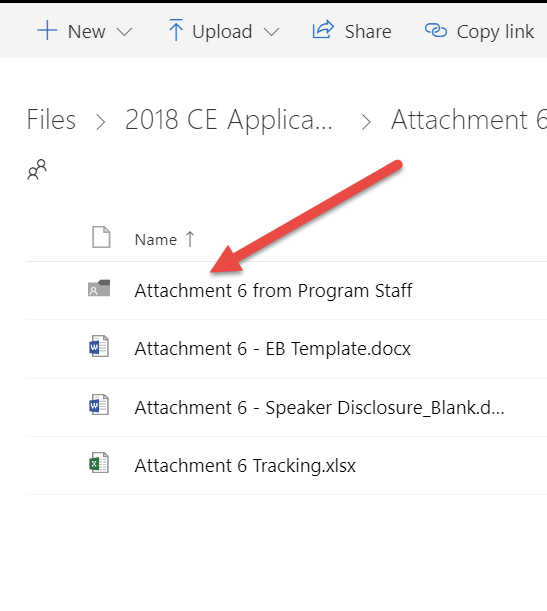 New Upload Share Copy link
Files > 2018 CE Applica... > Attachment 6
Name ↑
Attachment 6 from Program Staff
Attachment 6 - EB Template.docx
Attachment 6 - Speaker Disclosure_Blank.d...
Attachment 6 Tracking.xlsx